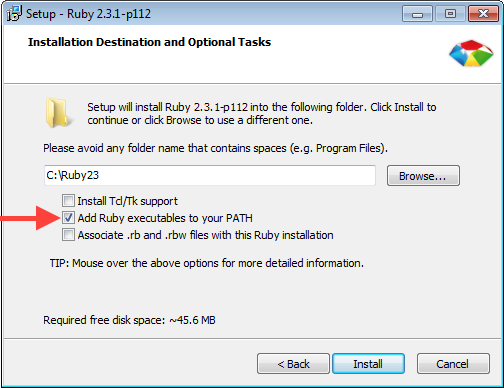 Setup - Ruby 2.3.1-p112
Installation Destination and Optional Tasks
Setup will install Ruby 2.3.1-p112 into the following folder. Click Install to
continue or click Browse to use a different one.
Please avoid any folder name that contains spaces (e.g. Program Files).
C:\Ruby23
Browse...
Install Tcl/Tk support
Add Ruby executables to your PATH
Associate .rb and .rbw files with this Ruby installation
TIP: Mouse over the above options for more detailed information.
Required free disk space: ~45.6 MB
< Back
Install
Cancel